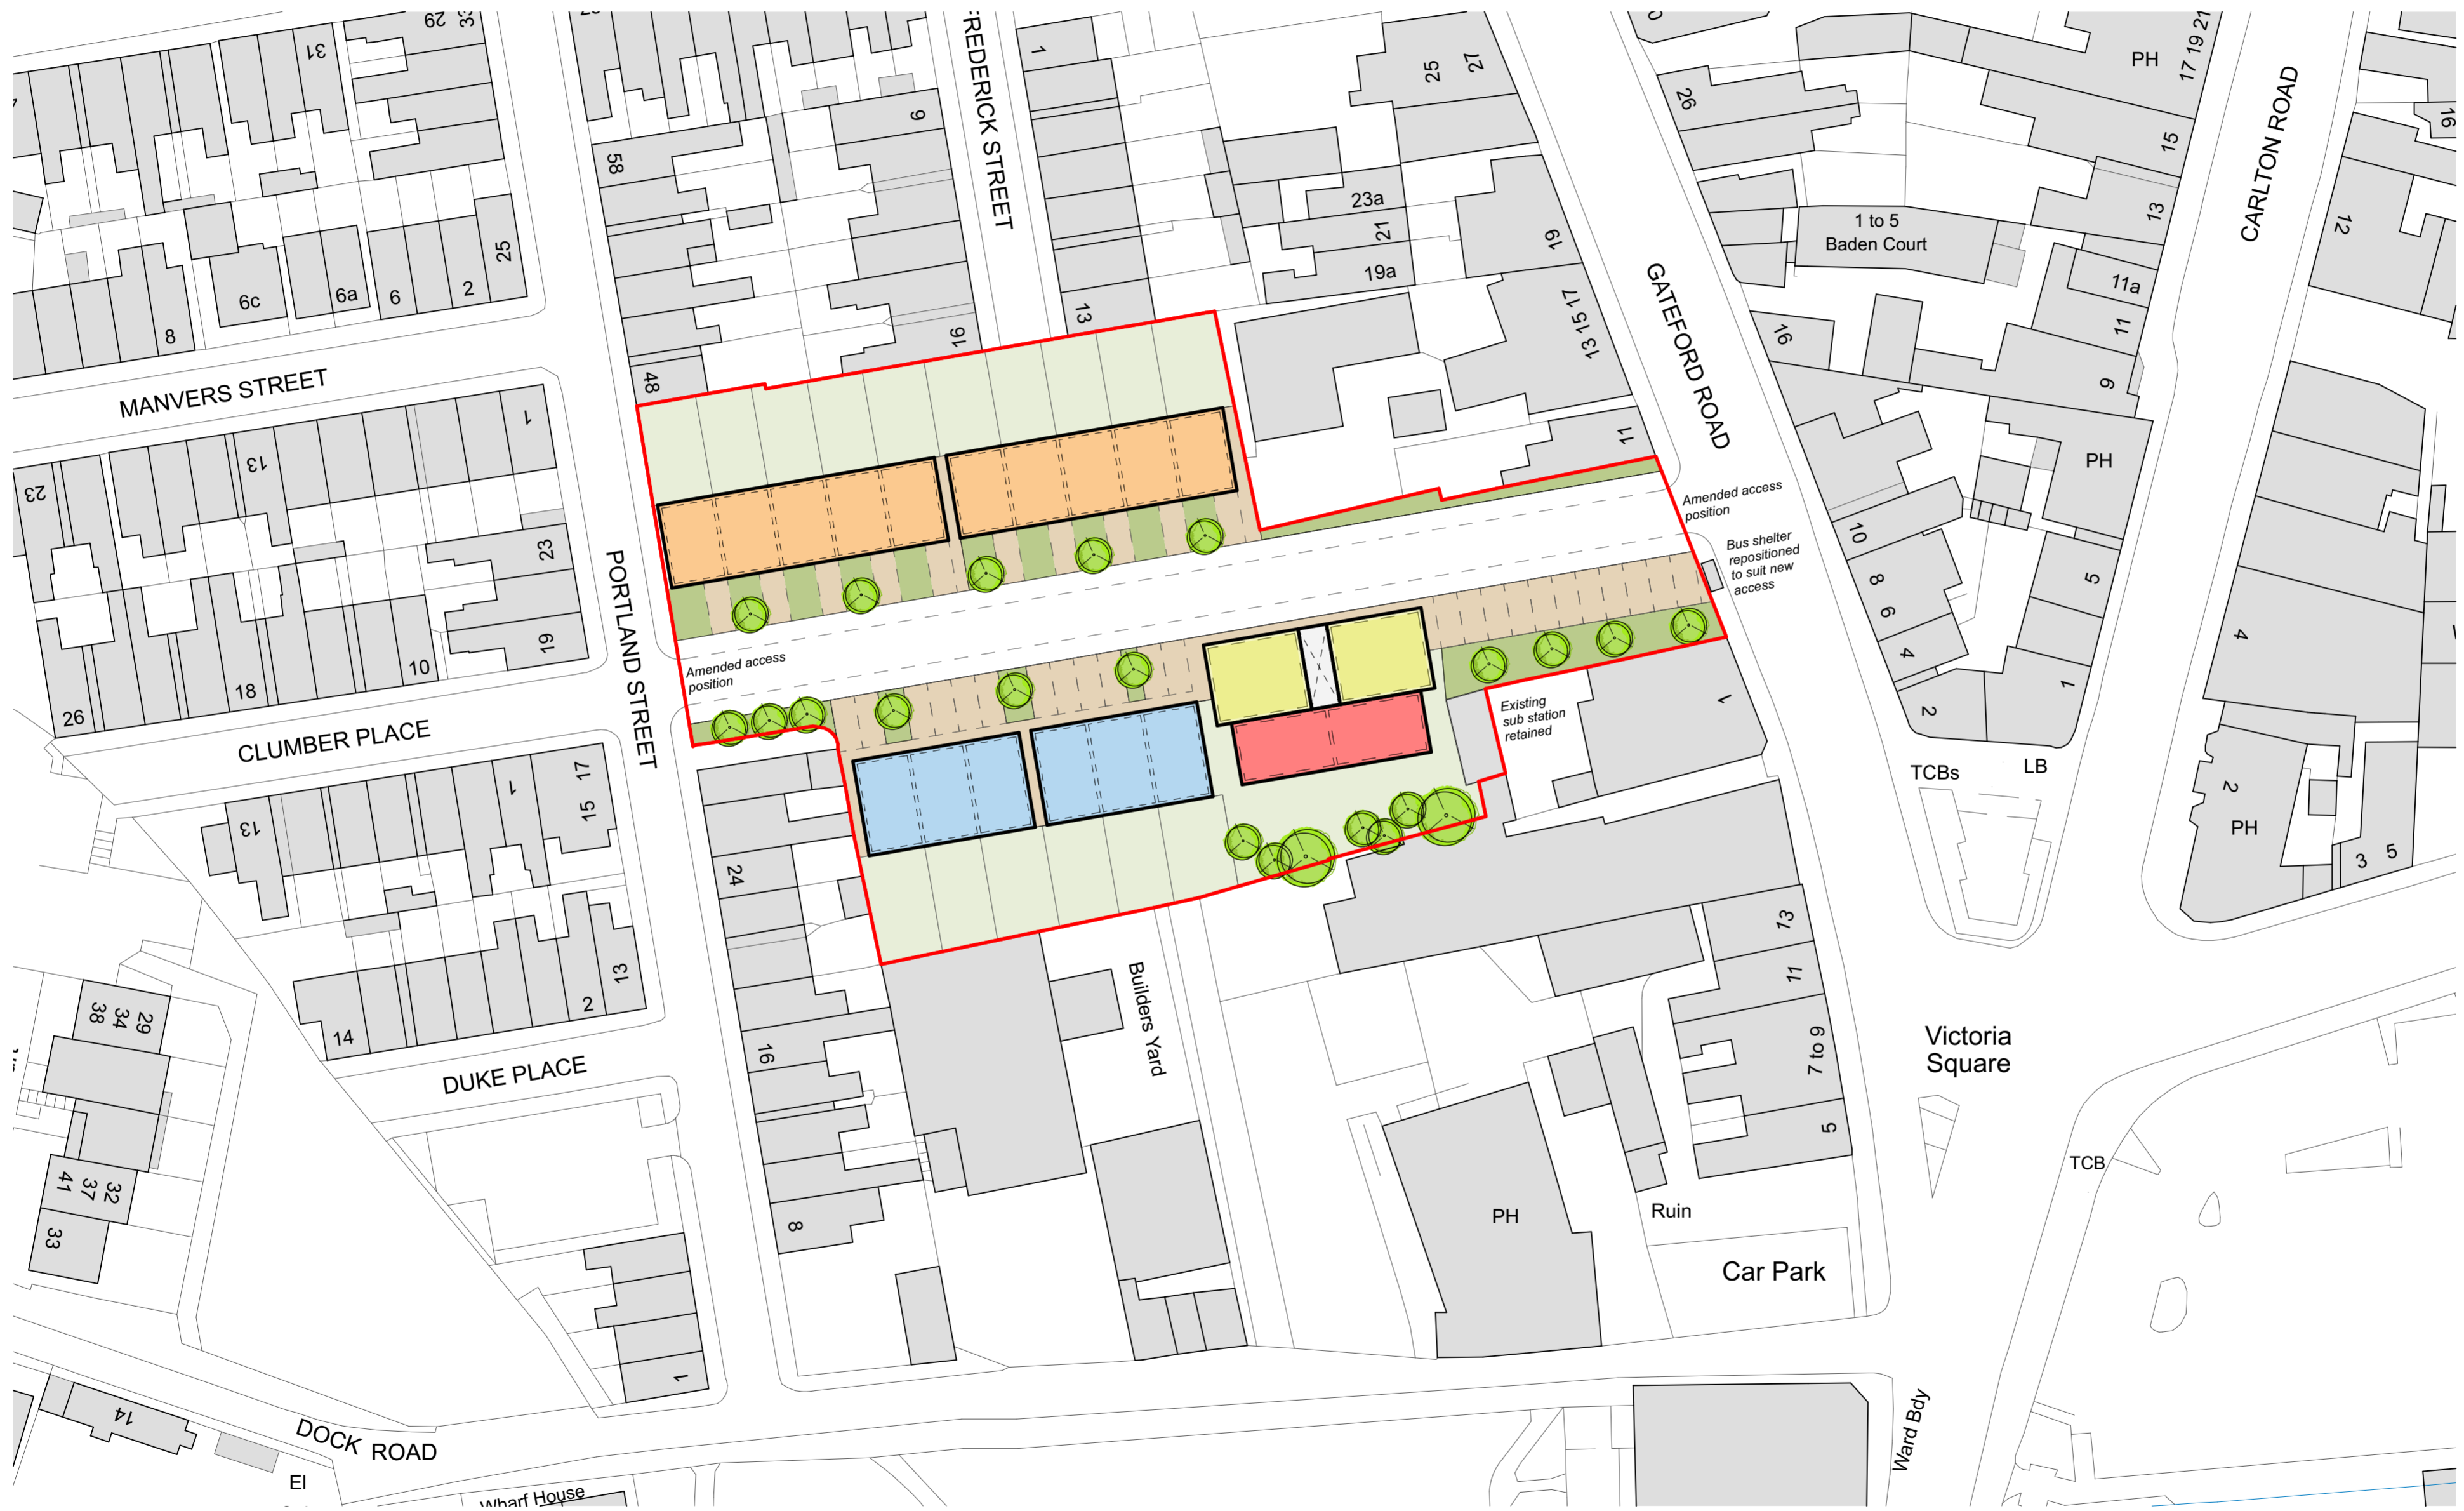 31
29
58
9
FREDERICK STREET
1
25
27
26
PH
17 19 21
15
CARLTON ROAD
16
12
13
23a
21
19a
19
1 to 5
Baden Court
11a
11
9
25
6c
6a
6
2
8
MANVERS STREET
48
16
13
13 15 17
GATEFORD ROAD
16
1
13
23
23
19
10
18
26
PORTLAND STREET
CLUMBER PLACE
11
Amended access
position
Bus shelter
repositioned
to suit new
access
PH
10
8
6
4
2
5
1
4
Amended access
position
Existing
sub station
retained
1
TCBs
LB
2
PH
3
5
17
15
1
13
24
13
2
14
16
8
DUKE PLACE
29
34
38
32
37
41
33
Builders Yard
13
11
7 to 9
5
Victoria
Square
TCB
PH
Ruin
Car Park
1
14
DOCK ROAD
El
Wharf House
Ward Bdy